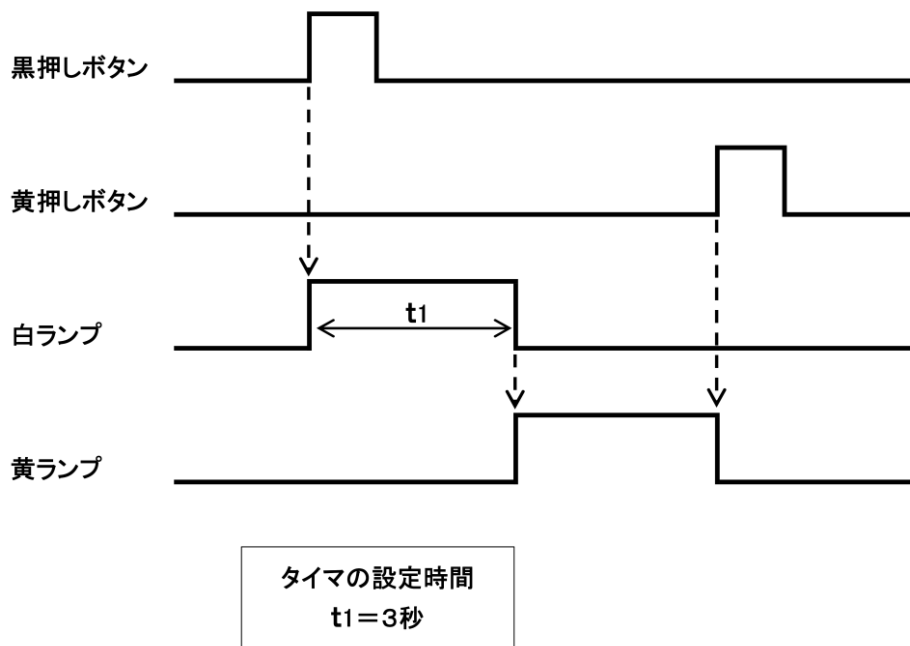 黒押しボタン
黄押しボタン
t1
白ランプ
黄ランプ
タイマの設定時間
t1＝3秒